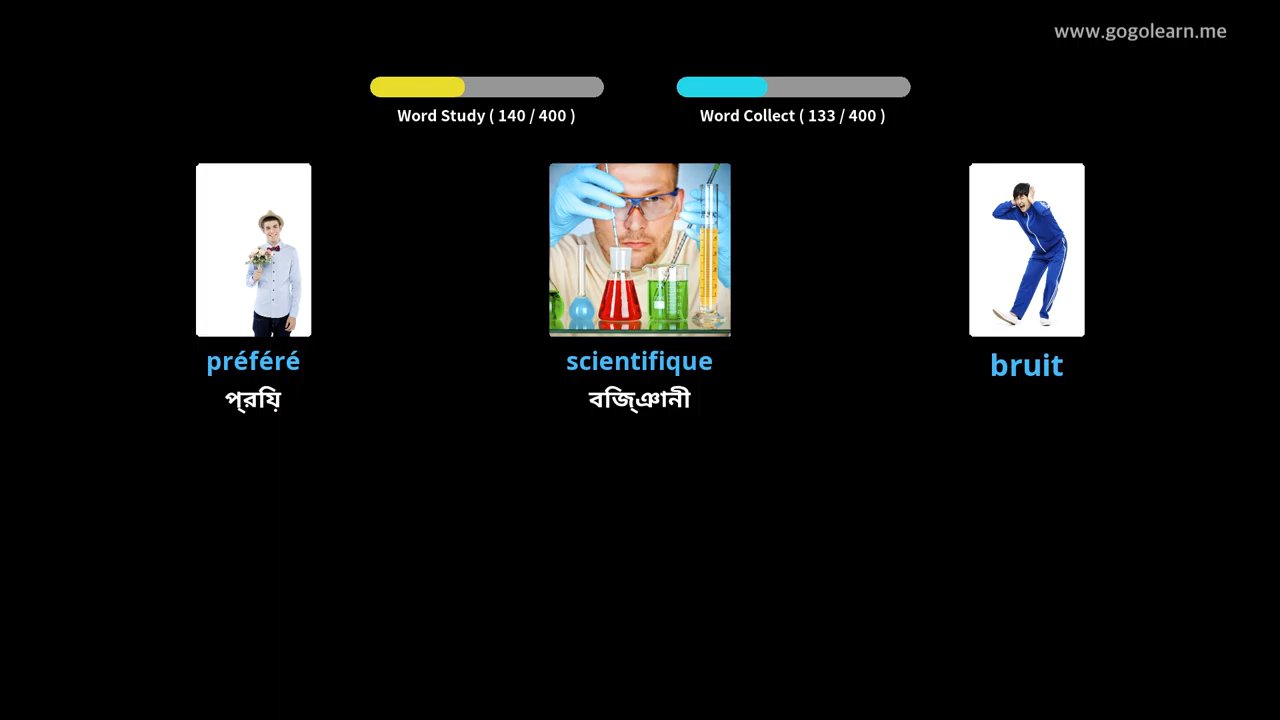 www.gogolearn.me
Word Study ( 140 / 400 )
Word Collect ( 133 / 400 )
préféré
scientifique
bruit
প্রিয়
বিজ্ঞানী